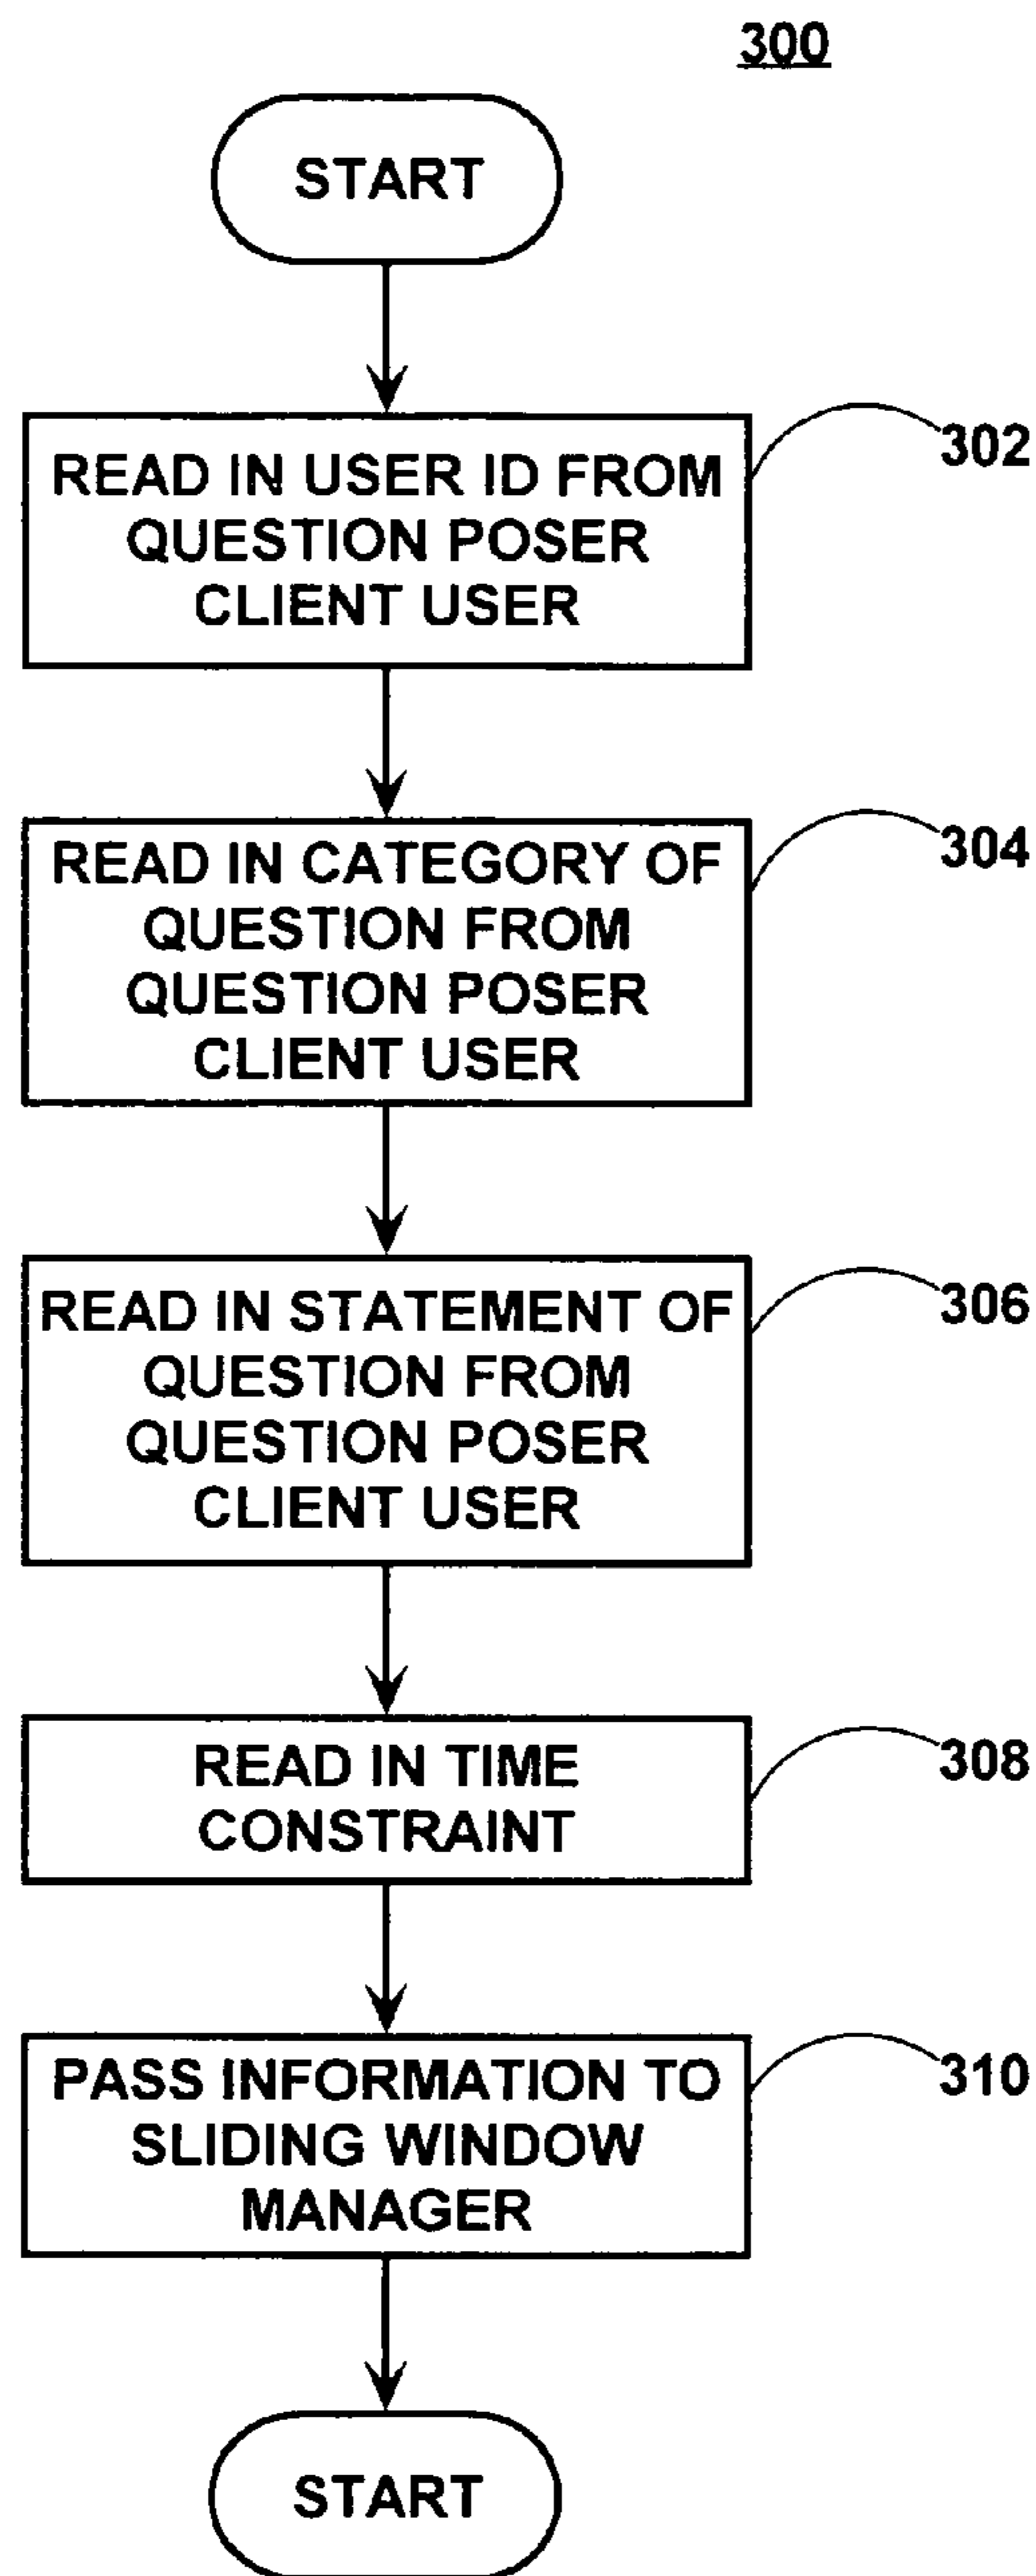 300
START
READ IN USER ID FROM
QUESTION POSER
CLIENT USER
302
READ IN CATEGORY OF
QUESTION FROM
QUESTION POSER
CLIENT USER
304
READ IN STATEMENT OF
QUESTION FROM
QUESTION POSER
CLIENT USER
306
READ IN TIME
CONSTRAINT
308
PASS INFORMATION TO
SLIDING WINDOW
MANAGER
310
START